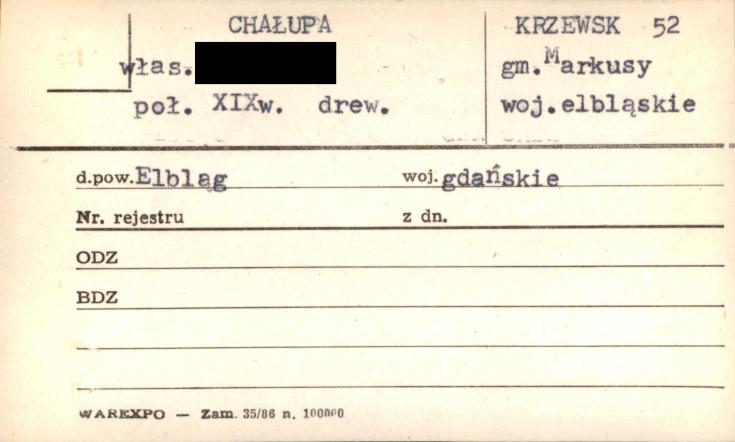 CHAŁUPA
KRZEWSK 52
włas.
gm. Markusy
poł. XIXw. drew.
woj.elbląskie
d.pow. Elbląg woj. gdańskie
Nr. rejestru z dn.
ODZ
BDZ
WAREXPO — Zam. 35/86 n. 100000